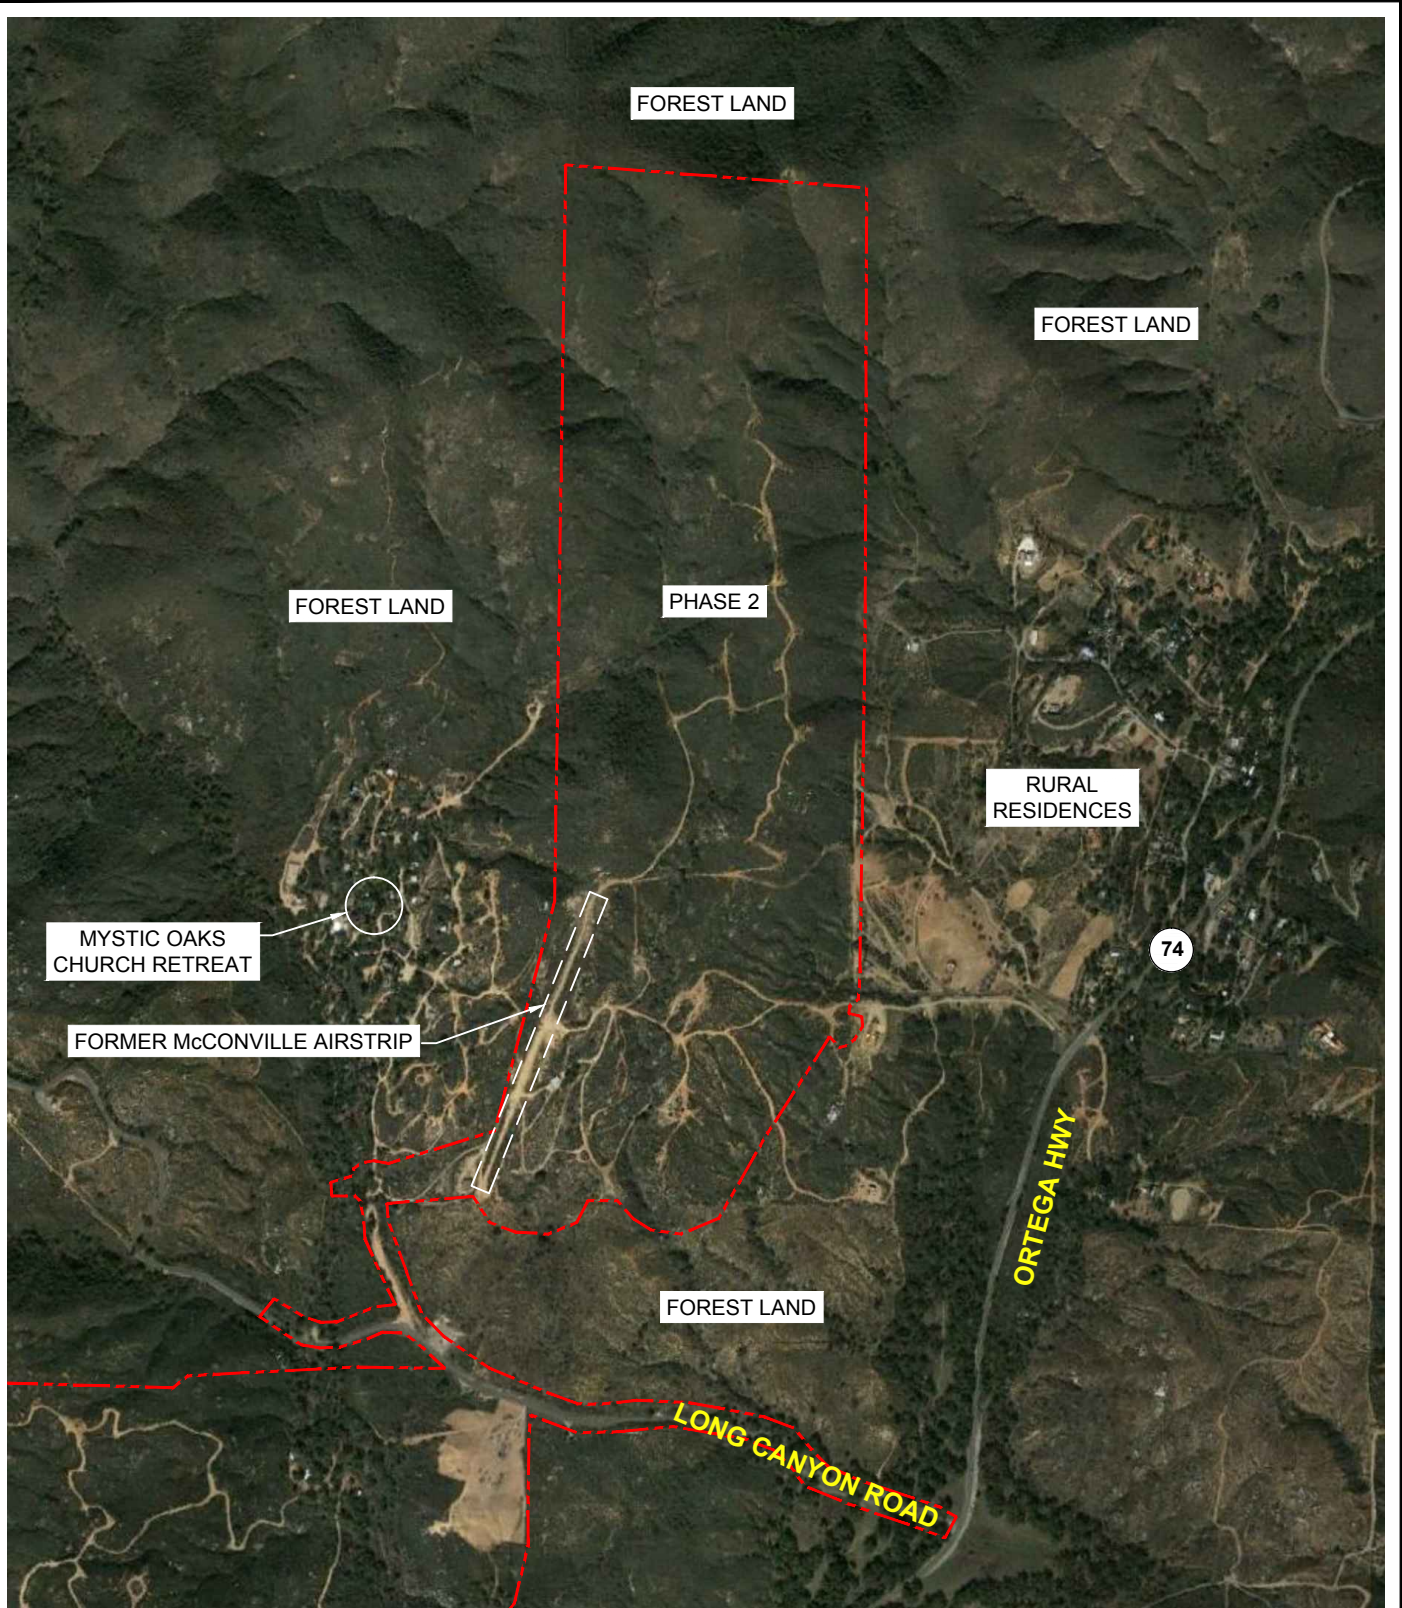 FOREST LAND
FOREST LAND
FOREST LAND
PHASE 2
RURAL
RESIDENCES
MYSTIC OAKS
CHURCH RETREAT
74
FORMER McCONVILLE AIRSTRIP
ORTEGA HWY
FOREST LAND
LONG CANYON ROAD